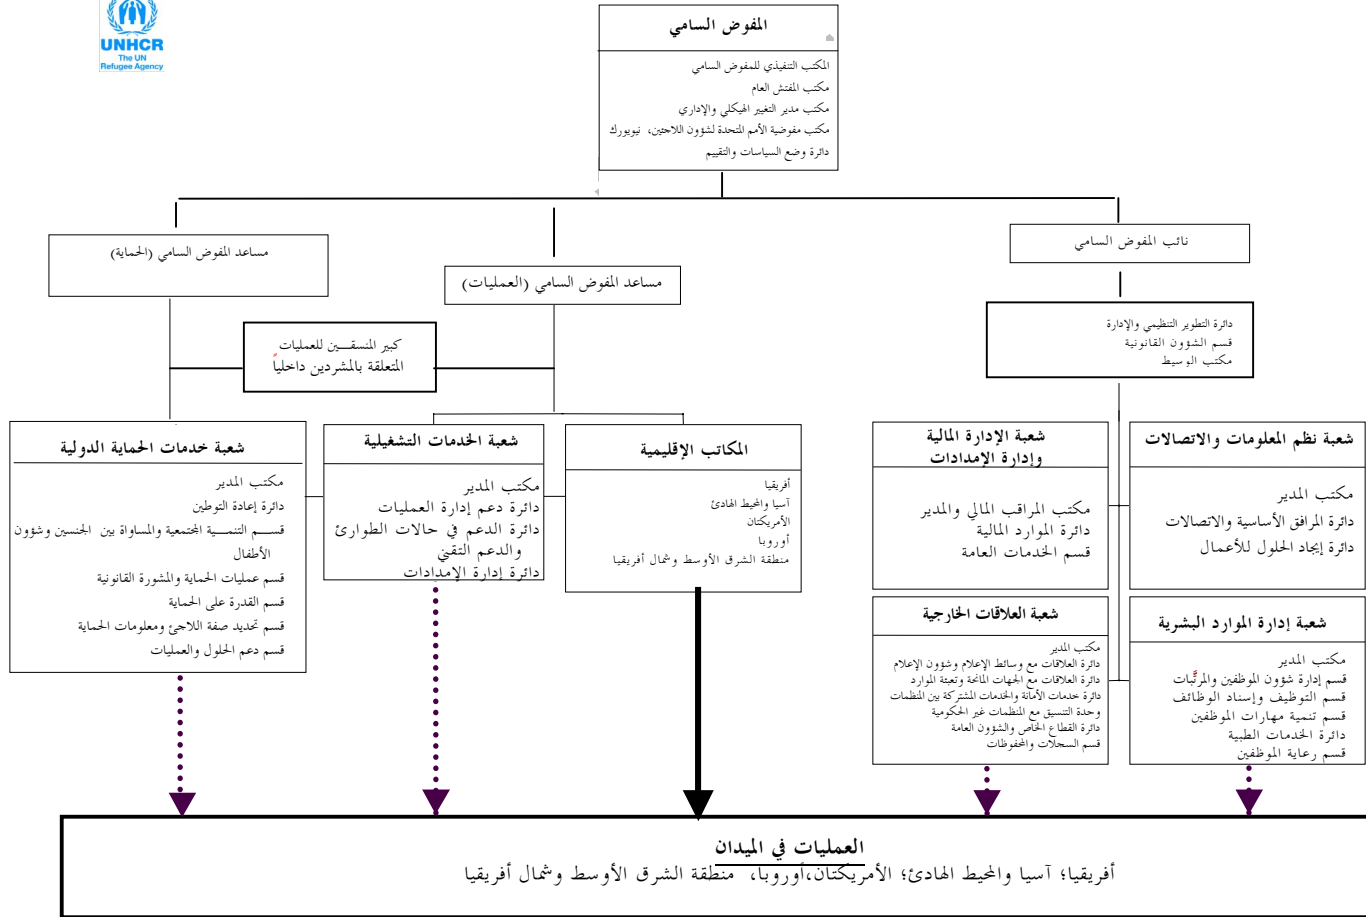 UNHCR
The UN
Refugee Agency
المفوض السامي
المكتب التنفيذي للمفوض السامي
مكتب المفتش العام
مكتب مدير التغيير الهيكلي والإداري
مكتب مفوضية الأمم المتحدة لشؤون اللاجئين، نيويورك
دائرة وضع السياسات والتقييم
نائب المفوض السامي
مساعد المفوض السامي (العمليات)
مساعد المفوض السامي (الحماية)
دائرة التطوير التنظيمي والإدارة
قسم الشؤون القانونية
مكتب الوسيط
كبير المنسقــين للعمليات
المتعلقة بالمشردين داخلياً
شعبة نظم المعلومات والاتصالات
مكتب المدير
دائرة المرافق الأساسية والاتصالات
دائرة إيجاد الحلول للأعمال
شعبة الإدارة المالية
وإدارة الإمدادات
مكتب المراقب المالي والمدير
دائرة الموارد المالية
قسم الخدمات العامة
المكاتب الإقليمية
أفريقيا
آسيا والمحيط الهادئ
الأمريكتان
أوروبا
منطقة الشرق الأوسط وشمال أفريقيا
شعبة الخدمات التشغيلية
مكتب المدير
دائرة دعم إدارة العمليات
دائرة الدعم في حالات الطوارئ
والدعم التقني
دائرة إدارة الإمدادات
شعبة خدمات الحماية الدولية
مكتب المدير
دائرة إعادة التوطين
قســم التنمســية المجتمعية والمساواة بين الجنسين وشؤون
الأطفال
قسم عمليات الحماية والمشورة القانونية
قسم القدرة على الحماية
قسم تحديد صفة اللاجئ ومعلومات الحماية
قسم دعم الحلول والعمليات
شعبة إدارة الموارد البشرية
مكتب المدير
قسم إدارة شؤون الموظفين والمرتَّبات
قسم التوظيف وإسناد الوظائف
قسم تنمية مهارات الموظفين
دائرة الخدمات الطبية
قسم رعاية الموظفين
شعبة العلاقات الخارجية
مكتب المدير
دائرة العلاقات مع وسائط الإعلام وشؤون الإعلام
دائرة العلاقات مع الجهات المانحة وتعبئة الموارد
دائرة خدمات الأمانة والخدمات المشتركة بين المنظمات
وحدة التنسيق مع المنظمات غير الحكومية
دائرة القطاع الخاص والشؤون العامة
قسم السجلات والمحفوظات
العمليات في الميدان
أفريقيا؛ آسيا والمحيط الهادئ؛ الأمريكتان،أوروبا، منطقة الشرق الأوسط وشمال أفريقيا